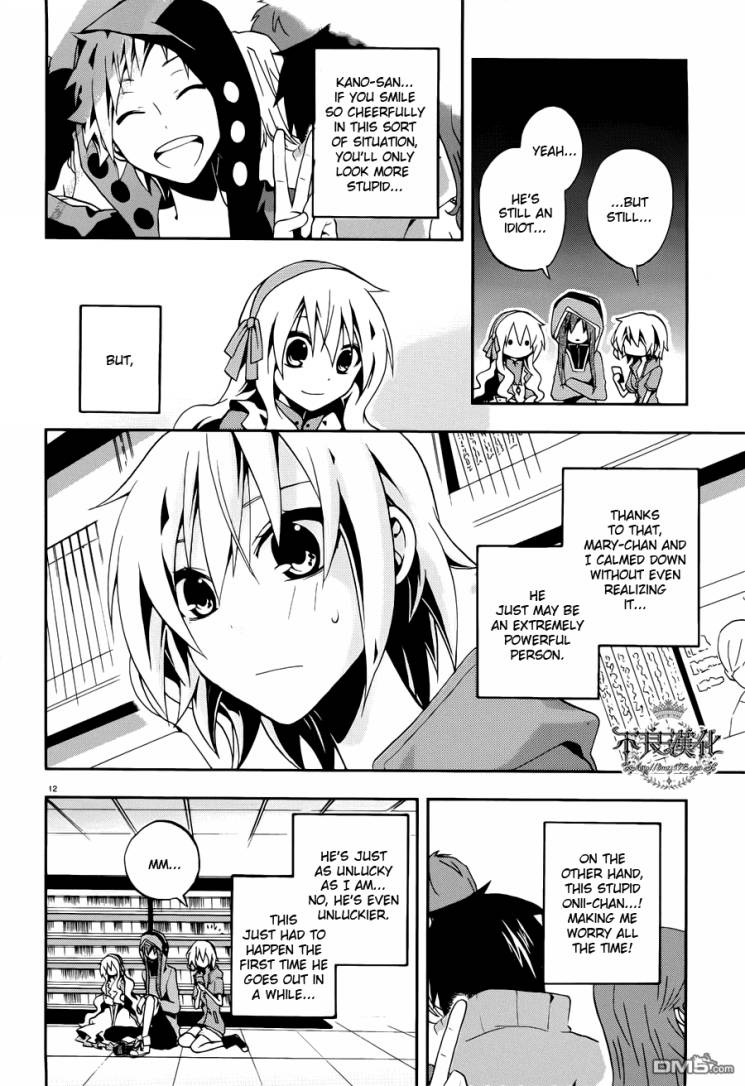 YEAH...
HE'S
STILL AN
IDIOT...
...BUT
STILL...
KANO-SAN...
IF YOU SMILE
SO CHEERFULLY
IN THIS SORT
OF SITUATION,
YOU'LL ONLY
LOOK MORE
STUPID...
BUT,
THANKS
TO THAT,
MARY-CHAN AND
I CALMED DOWN
WITHOUT EVEN
REALIZING
IT...
HE
JUST MAY BE
AN EXTREMELY
POWERFUL
PERSON.
不良漢化
12
ON THE
OTHER HAND,
THIS STUPID
ONII-CHAN...!
MAKING ME
WORRY ALL
THE TIME!
HE'S JUST
AS UNLUCKY
AS I AM...
NO, HE'S EVEN
UNLUCKIER.
THIS
JUST HAD TO
HAPPEN THE
FIRST TIME HE
GOES OUT IN
A WHILE...
MM...